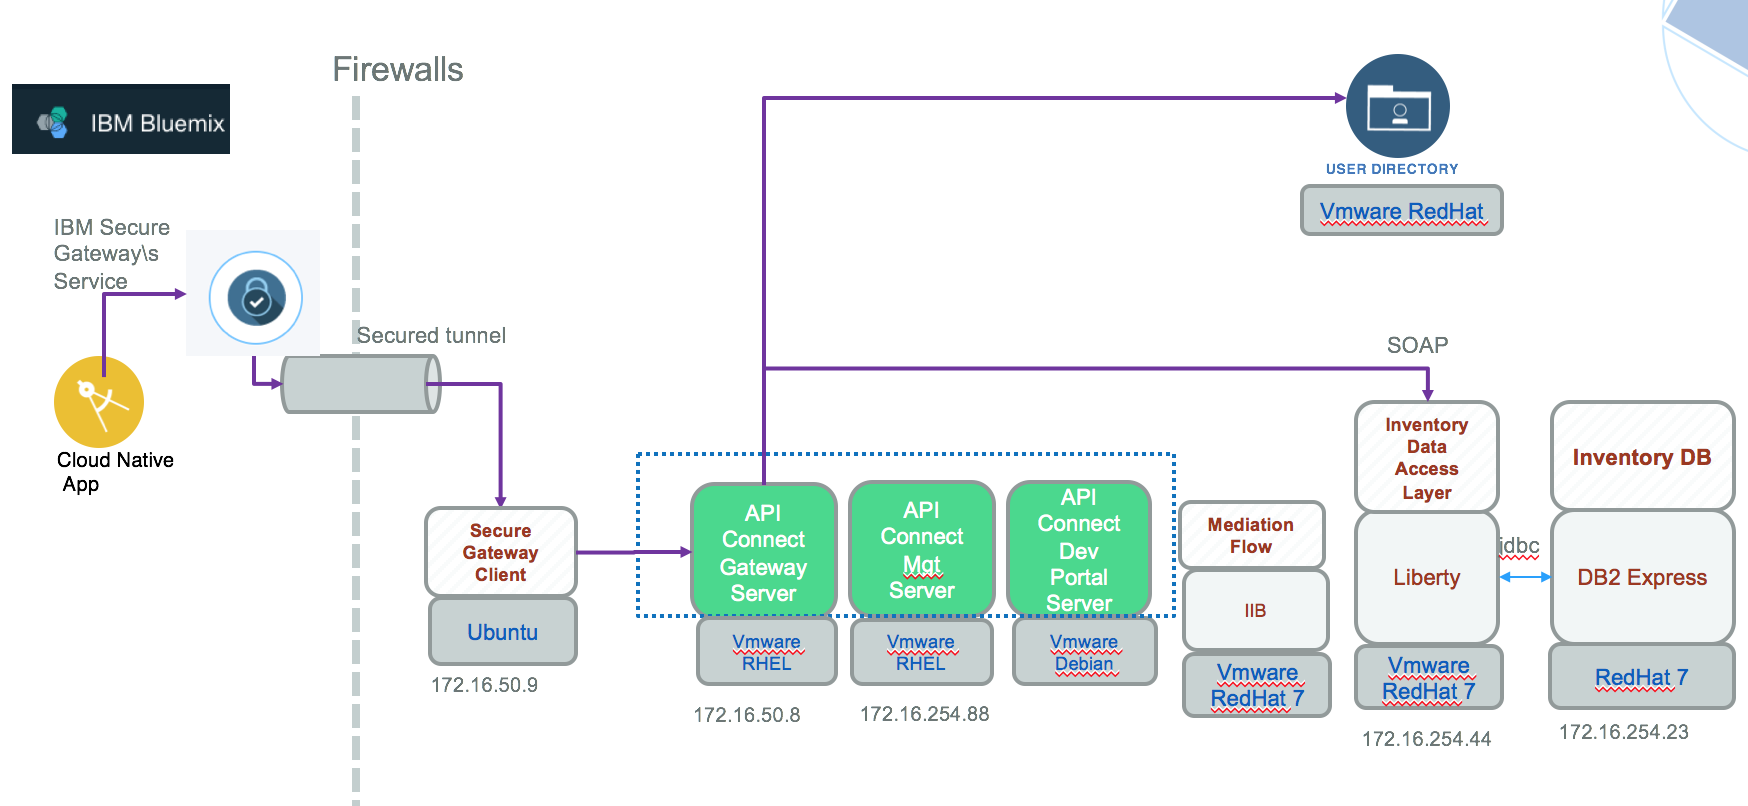 Firewalls
IBM Bluemix
USER DIRECTORY
Vmware RedHat
IBM Secure
Gateway\s
Service
Secured tunnel
SOAP
Cloud Native
App
Secure
Gateway
Client
Ubuntu
172.16.50.9
API
Connect
Gateway
Server
Vmware
RHEL
172.16.50.8
API
Connect
Mgt
Server
Vmware
RHEL
172.16.254.88
API
Connect
Dev
Portal
Server
Vmware
Debian
Mediation
Flow
IIB
Vmware
RedHat 7
Inventory
Data
Access
Layer
Liberty
Vmware
RedHat 7
172.16.254.44
jdbc
Inventory DB
DB2 Express
RedHat 7
172.16.254.23